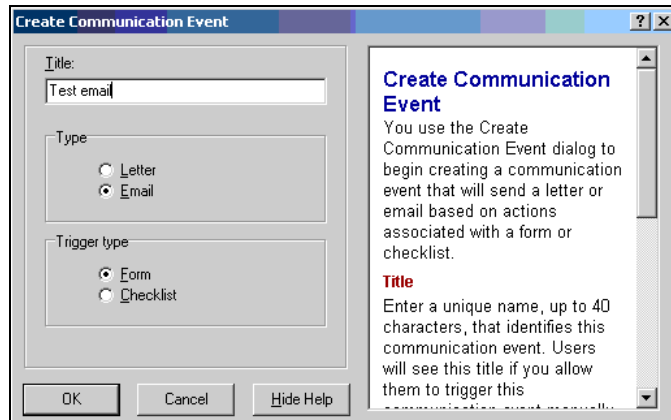 Create Communication Event
Title:
Test email
Type
Letter
Email
Trigger type
Form
Checklist
OK
Cancel
Hide Help
Create Communication
Event
You use the Create
Communication Event dialog to
begin creating a communication
event that will send a letter or
email based on actions
associated with a form or
checklist.
Title
Enter a unique name, up to 40
characters, that identifies this
communication event. Users
will see this title if you allow
them to trigger this
communication event manually